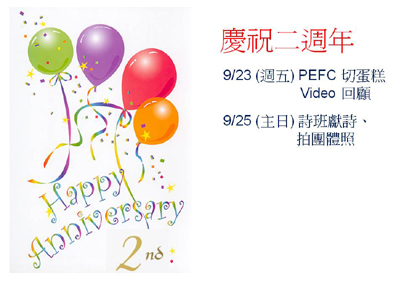 Happy
Anniversary
2nd
慶祝二週年
9/23 (週五) PEFC 切蛋糕
Video 回顧
9/25 (主日) 詩班獻詩、
拍團體照